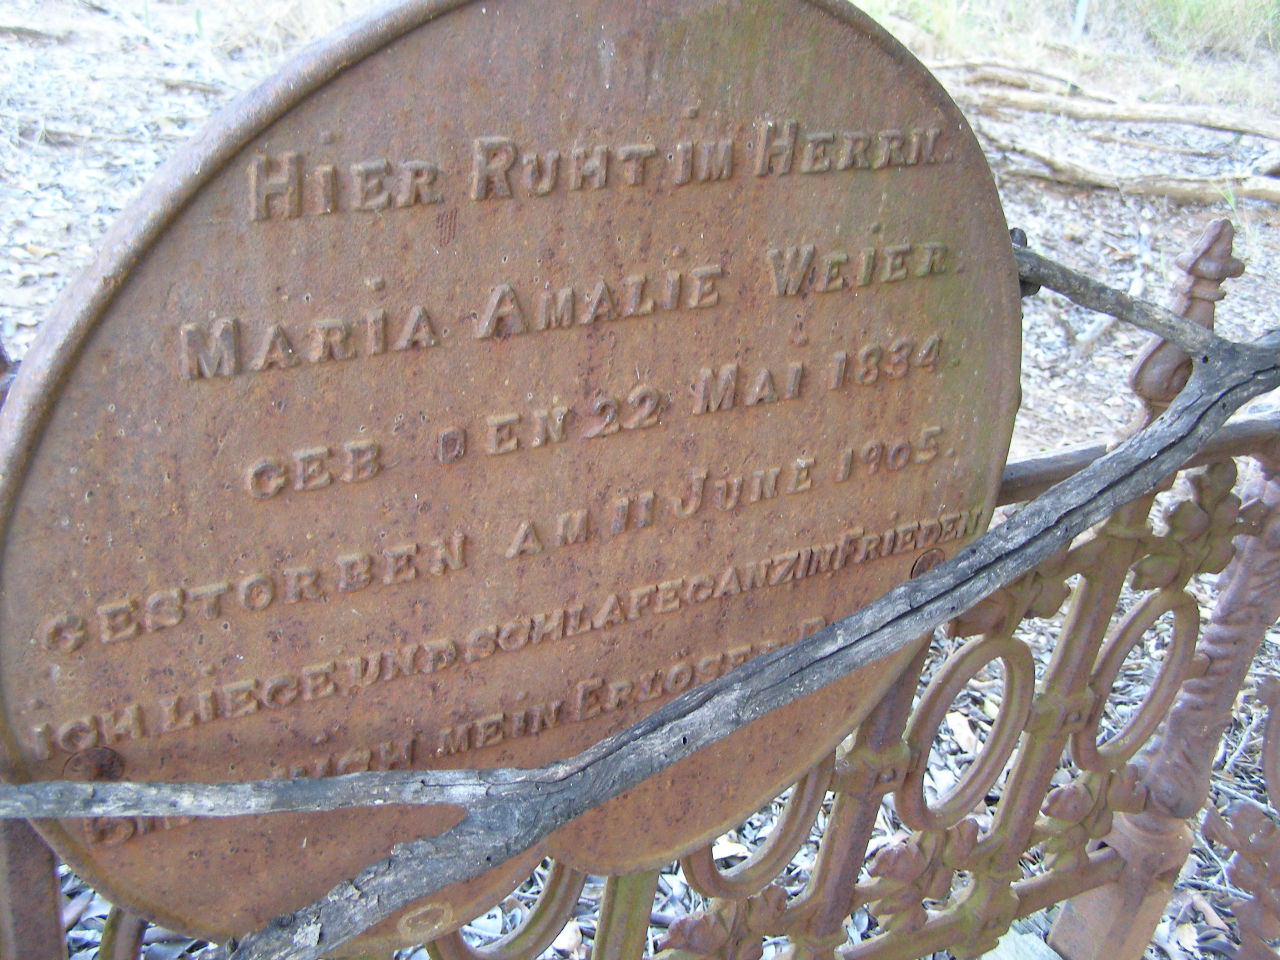 HIER RUHT IM HERRN.
MARIA AMALIE WEIER.
GEB DEN 22 MAI 1834.
GESTORBEN AM 11 JUNE 1905.
ICH LIEGE UND SCHLAFE GANZ IM FRIEDEN
MEIN ERLOSER